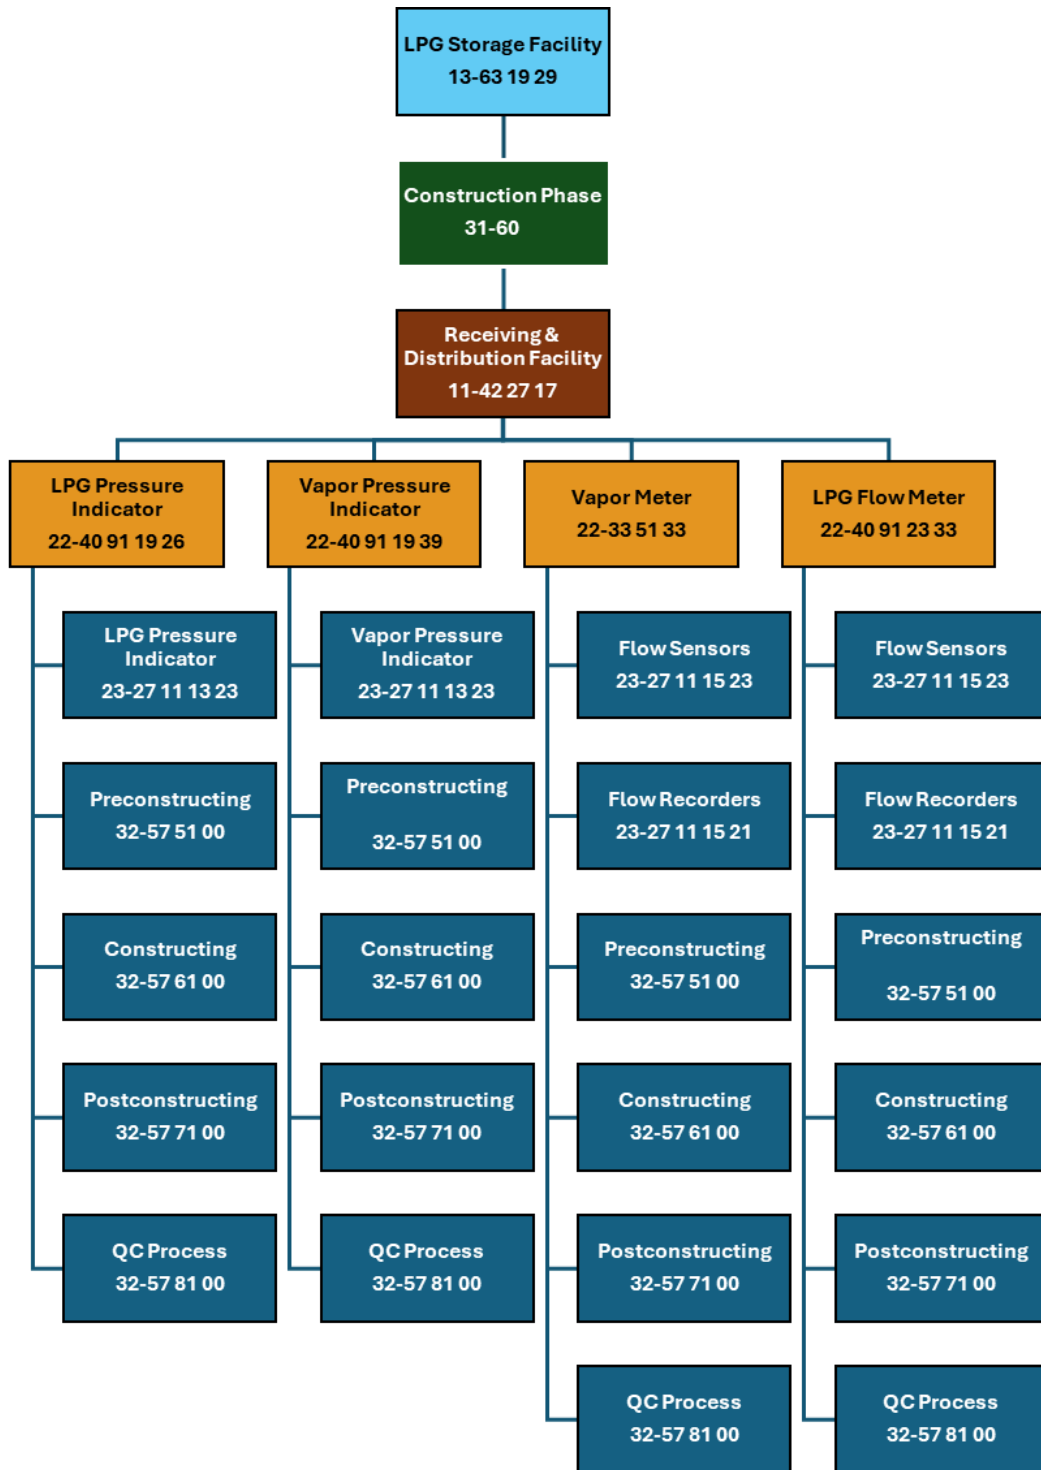 LPG Storage Facility
13-63 19 29
Construction Phase
31-60
Receiving &
Distribution Facility
11-42 27 17
LPG Pressure
Indicator
22-40 91 19 26
Vapor Pressure
Indicator
22-40 91 19 39
Vapor Meter
22-33 51 33
LPG Flow Meter
22-40 91 23 33
LPG Pressure
Indicator
23-27 11 13 23
Preconstructing
32-57 51 00
Constructing
32-57 61 00
Postconstructing
32-57 71 00
QC Process
32-57 81 00
Vapor Pressure
Indicator
23-27 11 13 23
Preconstructing
32-57 51 00
Constructing
32-57 61 00
Postconstructing
32-57 71 00
QC Process
32-57 81 00
Flow Sensors
23-27 11 15 23
Flow Recorders
23-27 11 15 21
Preconstructing
32-57 51 00
Constructing
32-57 61 00
Postconstructing
32-57 71 00
QC Process
32-57 81 00
Flow Sensors
23-27 11 15 23
Flow Recorders
23-27 11 15 21
Preconstructing
32-57 51 00
Constructing
32-57 61 00
Postconstructing
32-57 71 00
QC Process
32-57 81 00